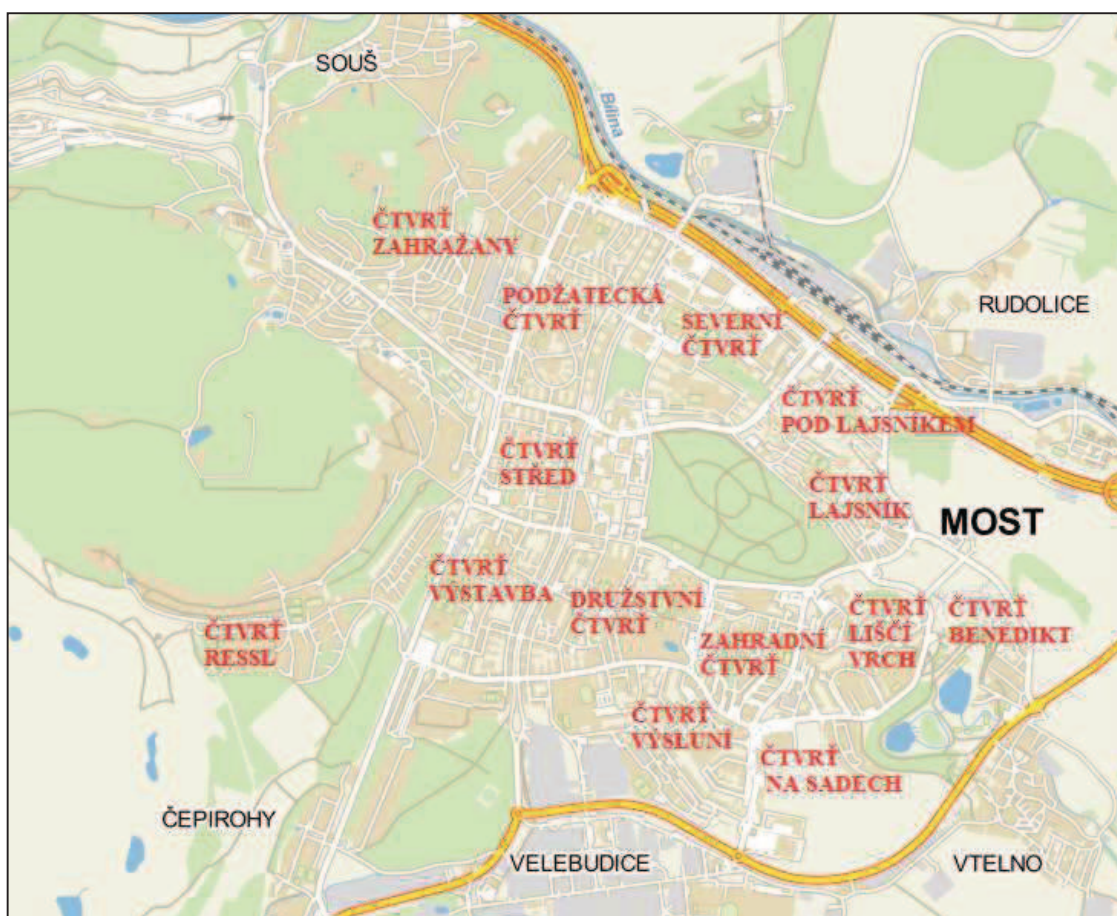 SOUŠ
Bílina
ČTVRŤ
ZAHRAŽANY
PODŽATECKÁ
ČTVRŤ
SEVERNÍ
ČTVRŤ
RUDOLICE
ČTVRŤ
POD LAJSNÍKEM
ČTVRŤ
STŘED
ČTVRŤ
LAJSNÍK
MOST
ČTVRŤ
VÝSTAVBA
DRUŽSTVNÍ
ČTVRŤ
ČTVRŤ
LIŠČÍ
VRCH
ČTVRŤ
BENEDIKT
ČTVRŤ
RESSL
ZAHRADNÍ
ČTVRŤ
ČTVRŤ
VÝSLUNÍ
ČTVRŤ
NA SADECH
ČEPIROHY
VELEBUDICE
VTELNO